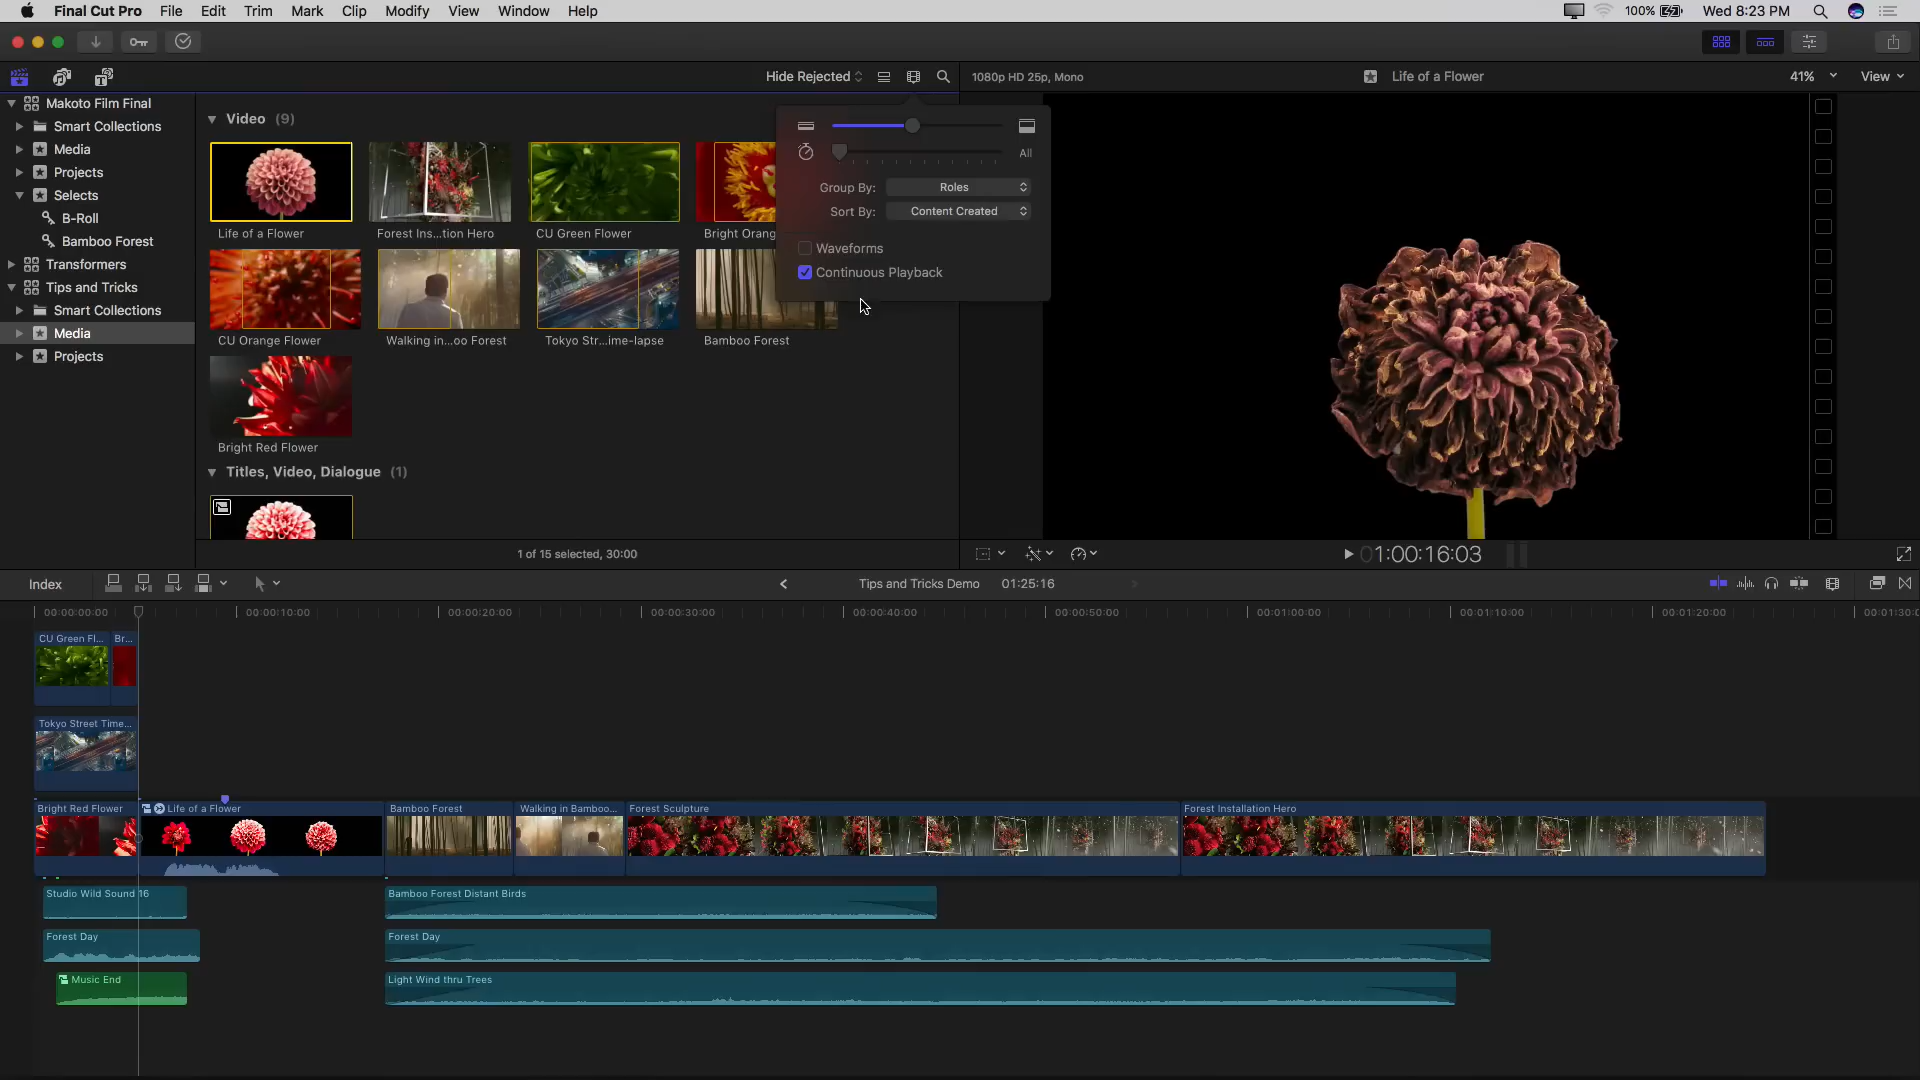 Final Cut Pro File Edit Trim Mark Clip Modify View Window Help 100% Wed 8:23 PM
Hide Rejected 1080p HD 25p, Mono Life of a Flower 41% View
Makoto Film Final
Smart Collections
Media
Projects
Selects
B-Roll
Bamboo Forest
Transformers
Tips and Tricks
Smart Collections
Media
Projects
Video (9)
Life of a Flower Forest Ins...tion Hero CU Green Flower Bright Orang
CU Orange Flower Walking in...oo Forest Tokyo Str...ime-lapse Bamboo Forest
Bright Red Flower
Titles, Video, Dialogue (1)
All
Group By: Roles
Sort By: Content Created
Waveforms
Continuous Playback
1 of 15 selected, 30:00
01:00:16:03
Index Tips and Tricks Demo 01:25:16
00:00:00:00 00:00:10:00 00:00:20:00 00:00:30:00 00:00:40:00 00:00:50:00 00:01:00:00 00:01:10:00 00:01:20:00 00:01:30:0
CU Green Fl... Br...
Tokyo Street Time...
Bright Red Flower Life of a Flower Bamboo Forest Walking in Bamboo... Forest Sculpture Forest Installation Hero
Studio Wild Sound 16 Bamboo Forest Distant Birds
Forest Day Forest Day
Music End Light Wind thru Trees